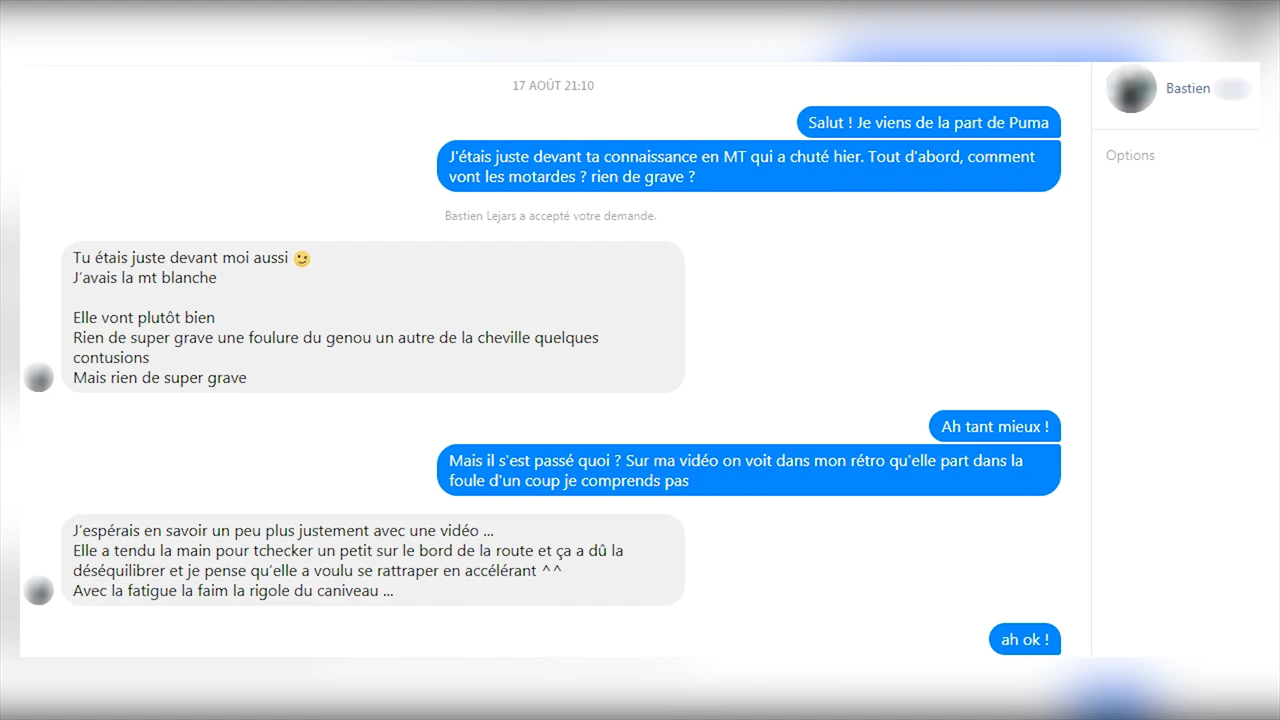 17 AOÛT 21:10
Bastien
Salut ! Je viens de la part de Puma
J'étais juste devant ta connaissance en MT qui a chuté hier. Tout d'abord, comment
vont les motardes ? rien de grave ?
Options
Bastien Lejars a accepté votre demande.
Tu étais juste devant moi aussi 😉
J'avais la mt blanche
Elle vont plutôt bien
Rien de super grave une foulure du genou un autre de la cheville quelques
contusions
Mais rien de super grave
Ah tant mieux !
Mais il s'est passé quoi ? Sur ma vidéo on voit dans mon rétro qu'elle part dans la
foule d'un coup je comprends pas
J'espérais en savoir un peu plus justement avec une vidéo ...
Elle a tendu la main pour tchecker un petit sur le bord de la route et ça a dû la
déséquilibrer et je pense qu'elle a voulu se rattraper en accélérant ^^
Avec la fatigue la faim la rigole du caniveau ...
ah ok !